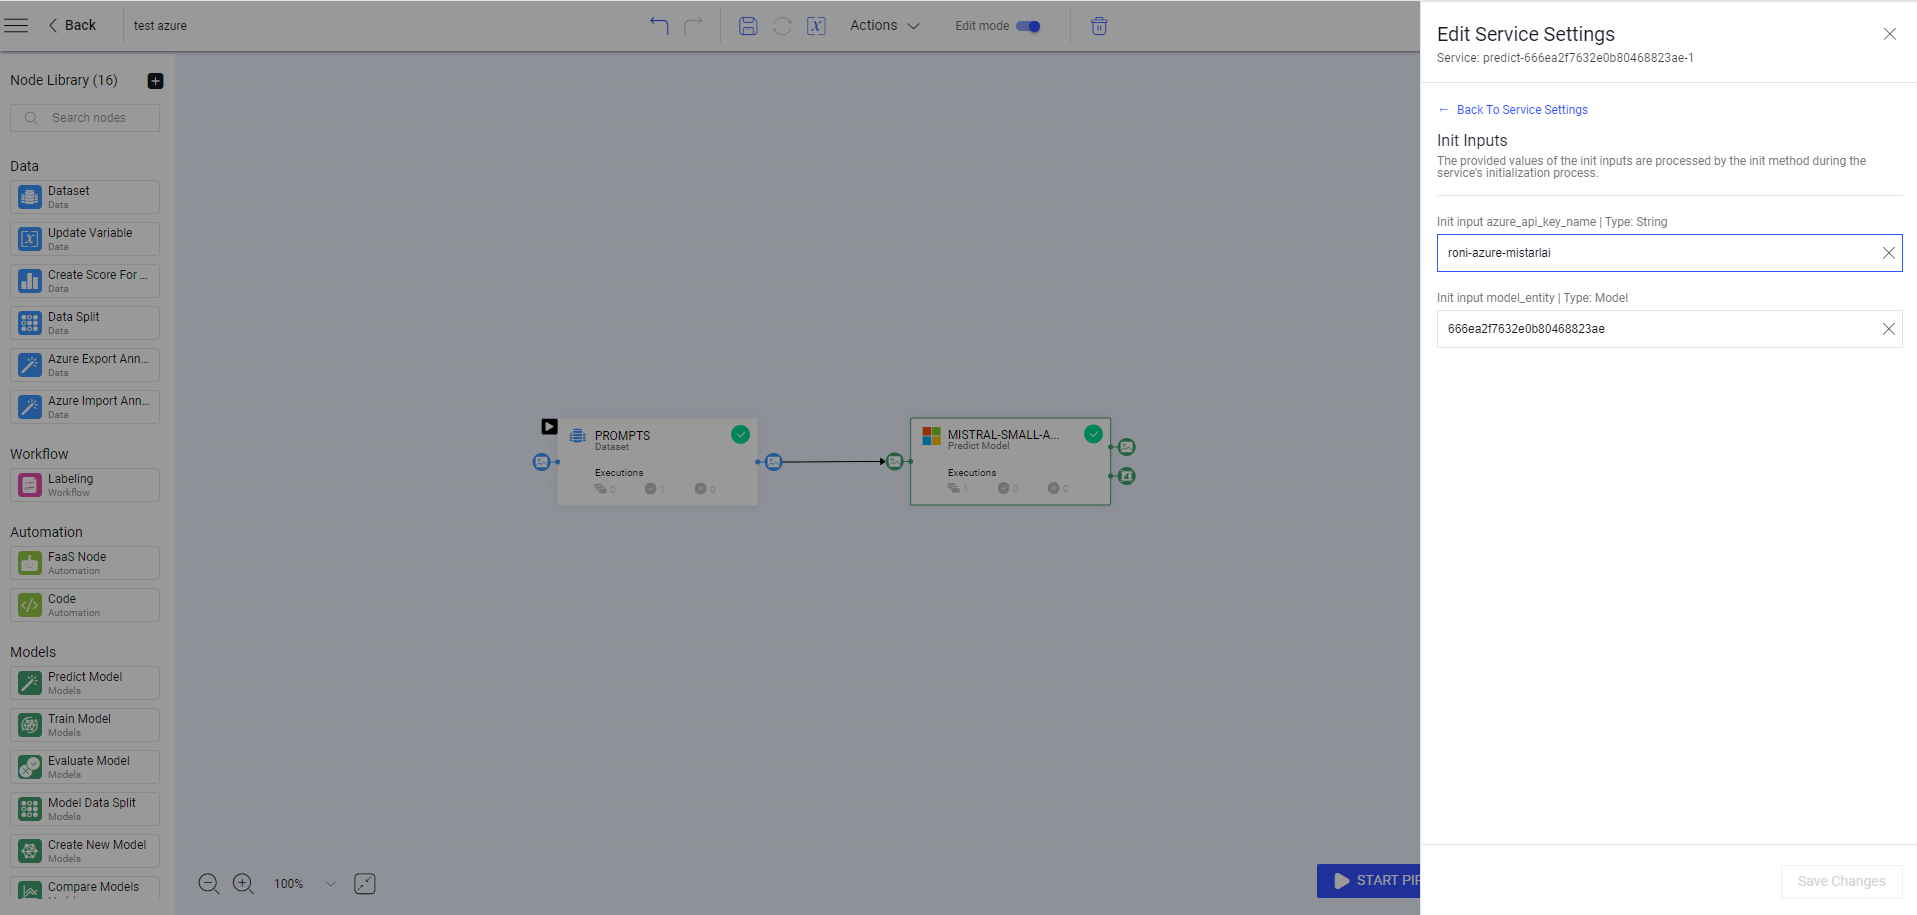 Back
test azure
Actions
Edit mode
Node Library (16)
Search nodes
Data
Dataset
Data
Update Variable
Data
Create Score For ...
Data
Data Split
Data
Azure Export Ann...
Data
Azure Import Ann...
Data
Workflow
Labeling
Workflow
Automation
FaaS Node
Automation
Code
Automation
Models
Predict Model
Models
Train Model
Models
Evaluate Model
Models
Model Data Split
Models
Create New Model
Models
Compare Models
PROMPTS
Dataset
Executions
0 1 0
MISTRAL-SMALL-A...
Predict Model
Executions
1 0 0
100%
START PIP
Edit Service Settings
Service: predict-666ea2f7632e0b80468823ae-1
← Back To Service Settings
Init Inputs
The provided values of the init inputs are processed by the init method during the
service's initialization process.
Init input azure_api_key_name | Type: String
roni-azure-mistarlai
Init input model_entity | Type: Model
666ea2f7632e0b80468823ae
Save Changes